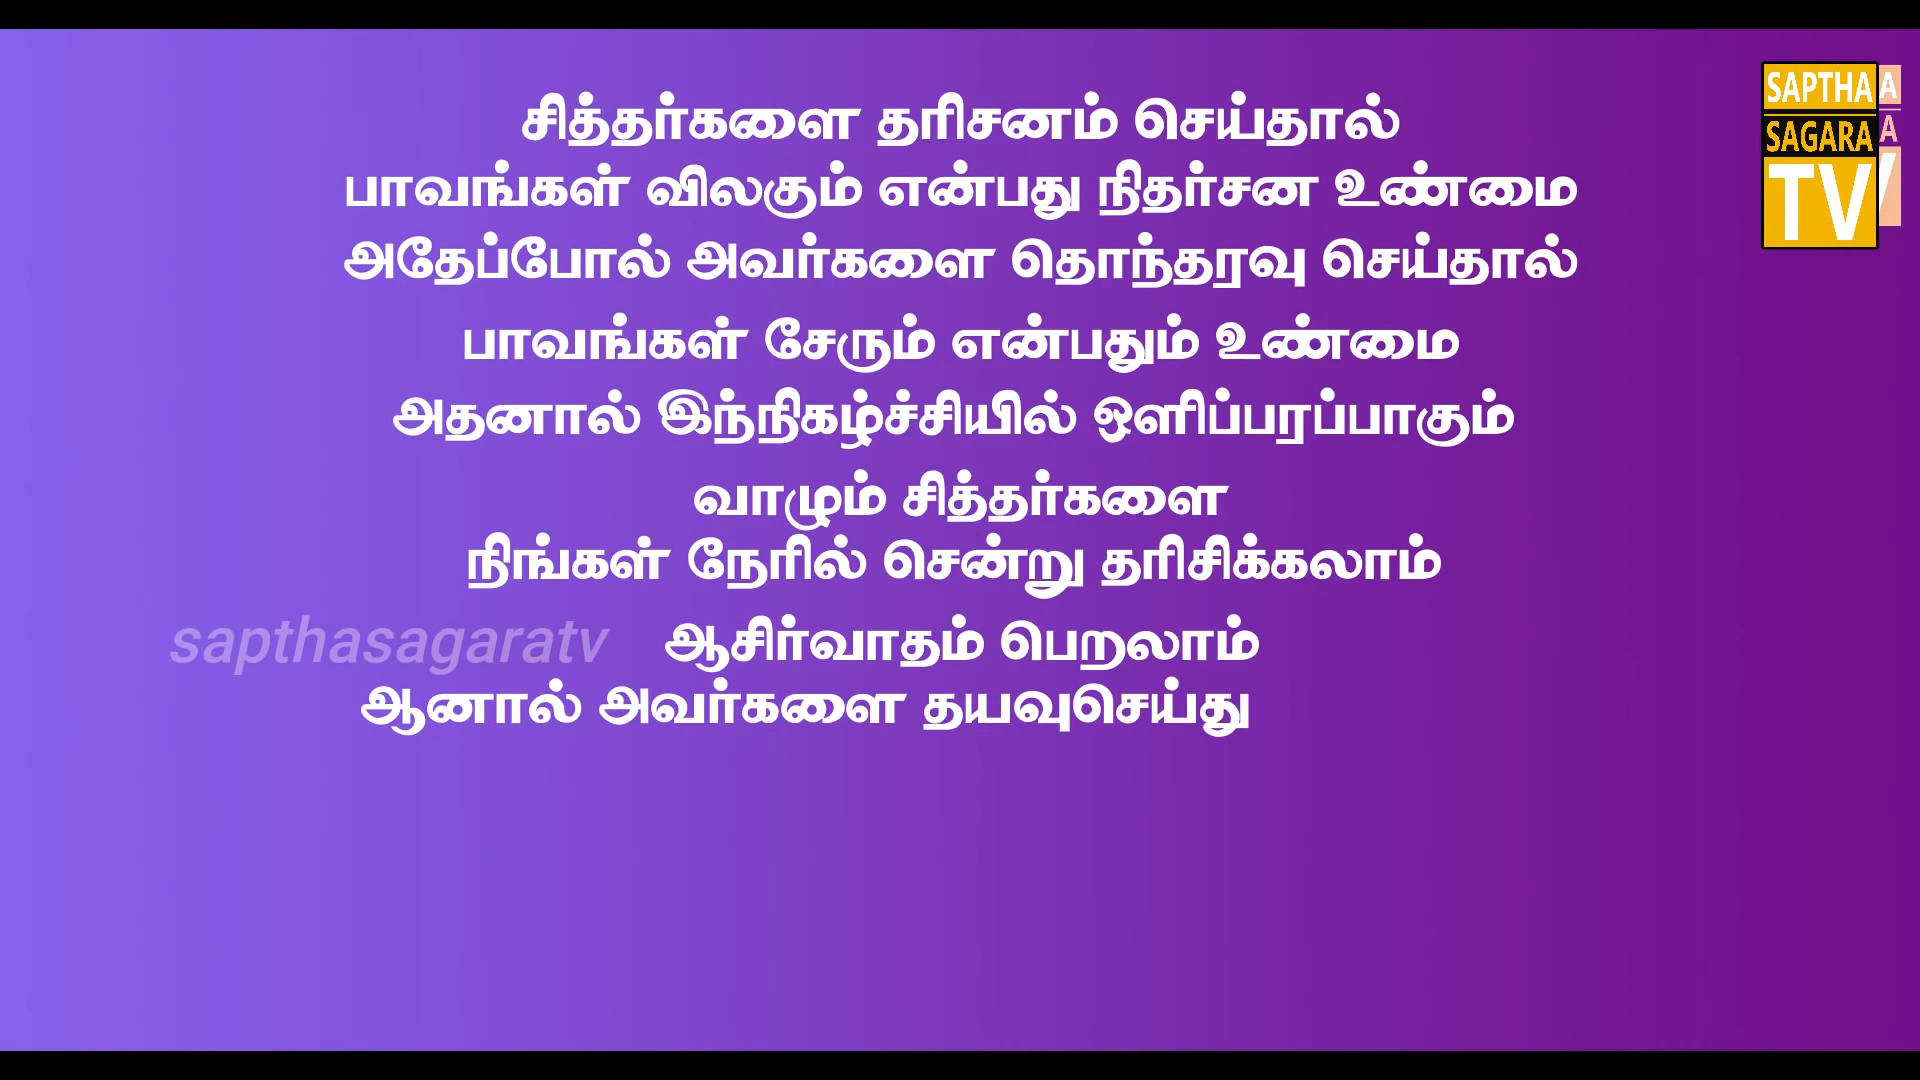 சித்தர்களை தரிசனம் செய்தால்
பாவங்கள் விலகும் என்பது நிதர்சன உண்மை
அதேப்போல் அவர்களை தொந்தரவு செய்தால்
பாவங்கள் சேரும் என்பதும் உண்மை
அதனால் இந்நிகழ்ச்சியில் ஒளிப்பரப்பாகும்
வாழும் சித்தர்களை
நிங்கள் நேரில் சென்று தரிசிக்கலாம்
ஆசிர்வாதம் பெறலாம்
ஆனால் அவர்களை தயவுசெய்து
sapthasagaratv
SAPTHA
SAGARA
TV